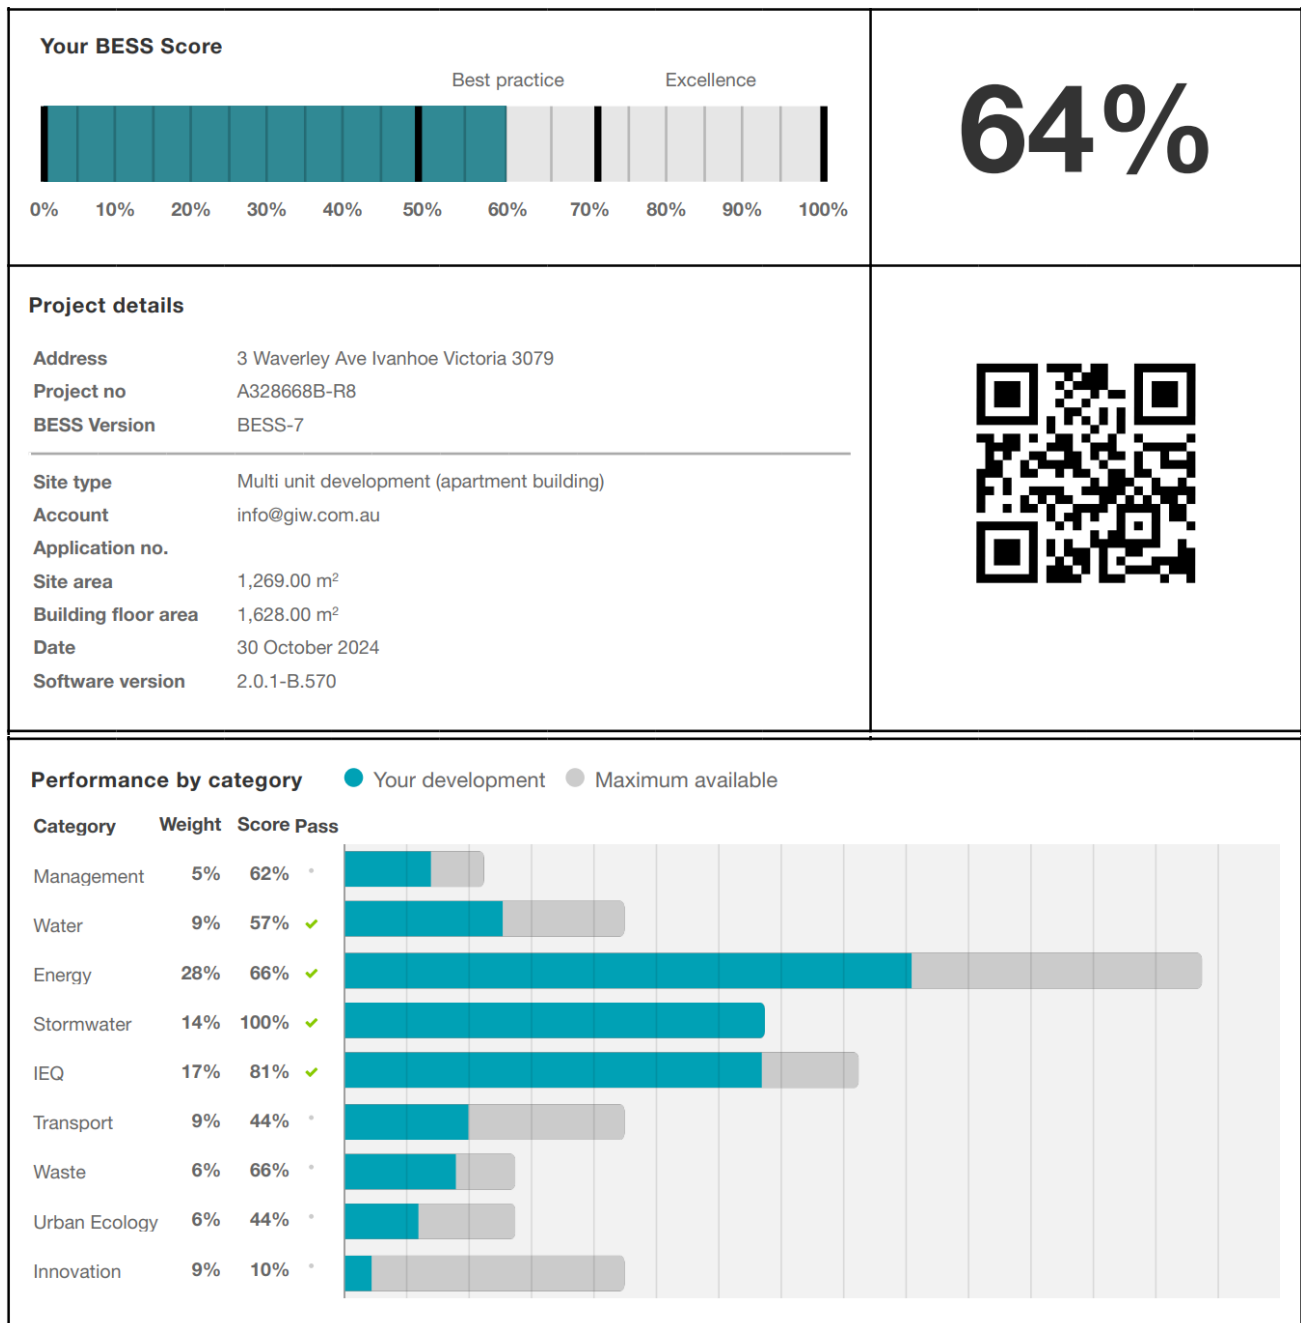 Your BESS Score
Best practice Excellence
0% 10% 20% 30% 40% 50% 60% 70% 80% 90% 100%
64%
Project details
Address 3 Waverley Ave Ivanhoe Victoria 3079
Project no A328668B-R8
BESS Version BESS-7
Site type Multi unit development (apartment building)
Account info@giw.com.au
Application no.
Site area 1,269.00 m²
Building floor area 1,628.00 m²
Date 30 October 2024
Software version 2.0.1-B.570
Performance by category Your development Maximum available
Category Weight Score Pass
Management 5% 62%
Water 9% 57%
Energy 28% 66%
Stormwater 14% 100%
IEQ 17% 81%
Transport 9% 44%
Waste 6% 66%
Urban Ecology 6% 44%
Innovation 9% 10%